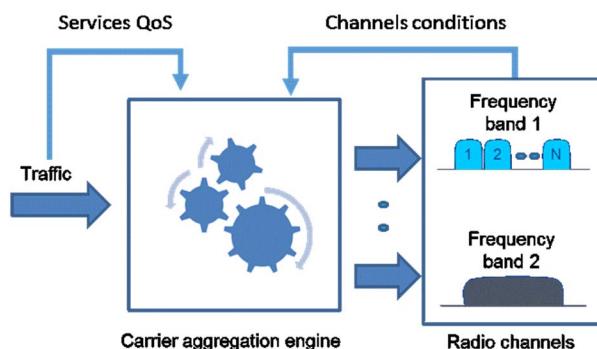 Services QoS
Channels conditions
Traffic
Frequency
band 1
1 2 N
Frequency
band 2
Carrier aggregation engine
Radio channels